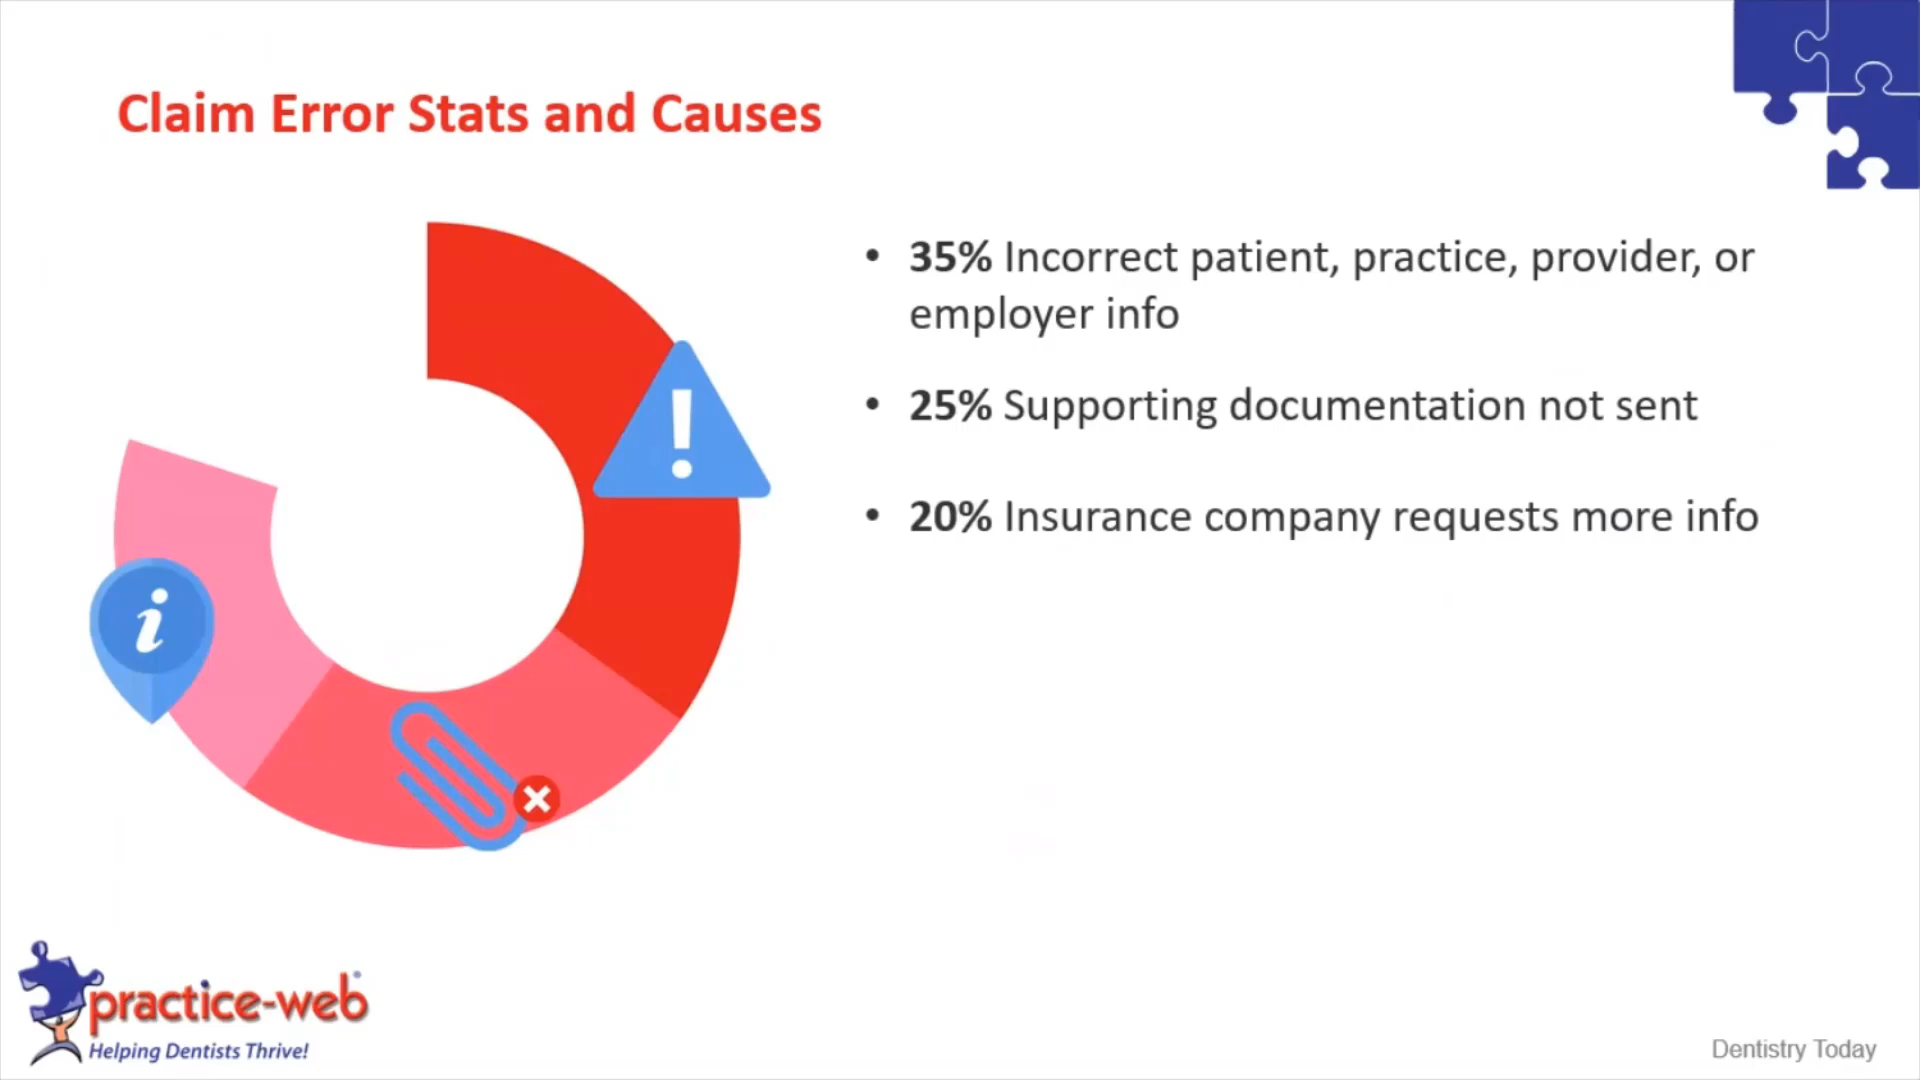 Claim Error Stats and Causes
• 35% Incorrect patient, practice, provider, or
employer info
• 25% Supporting documentation not sent
• 20% Insurance company requests more info
!
i
practice-web
Helping Dentists Thrive!
Dentistry Today